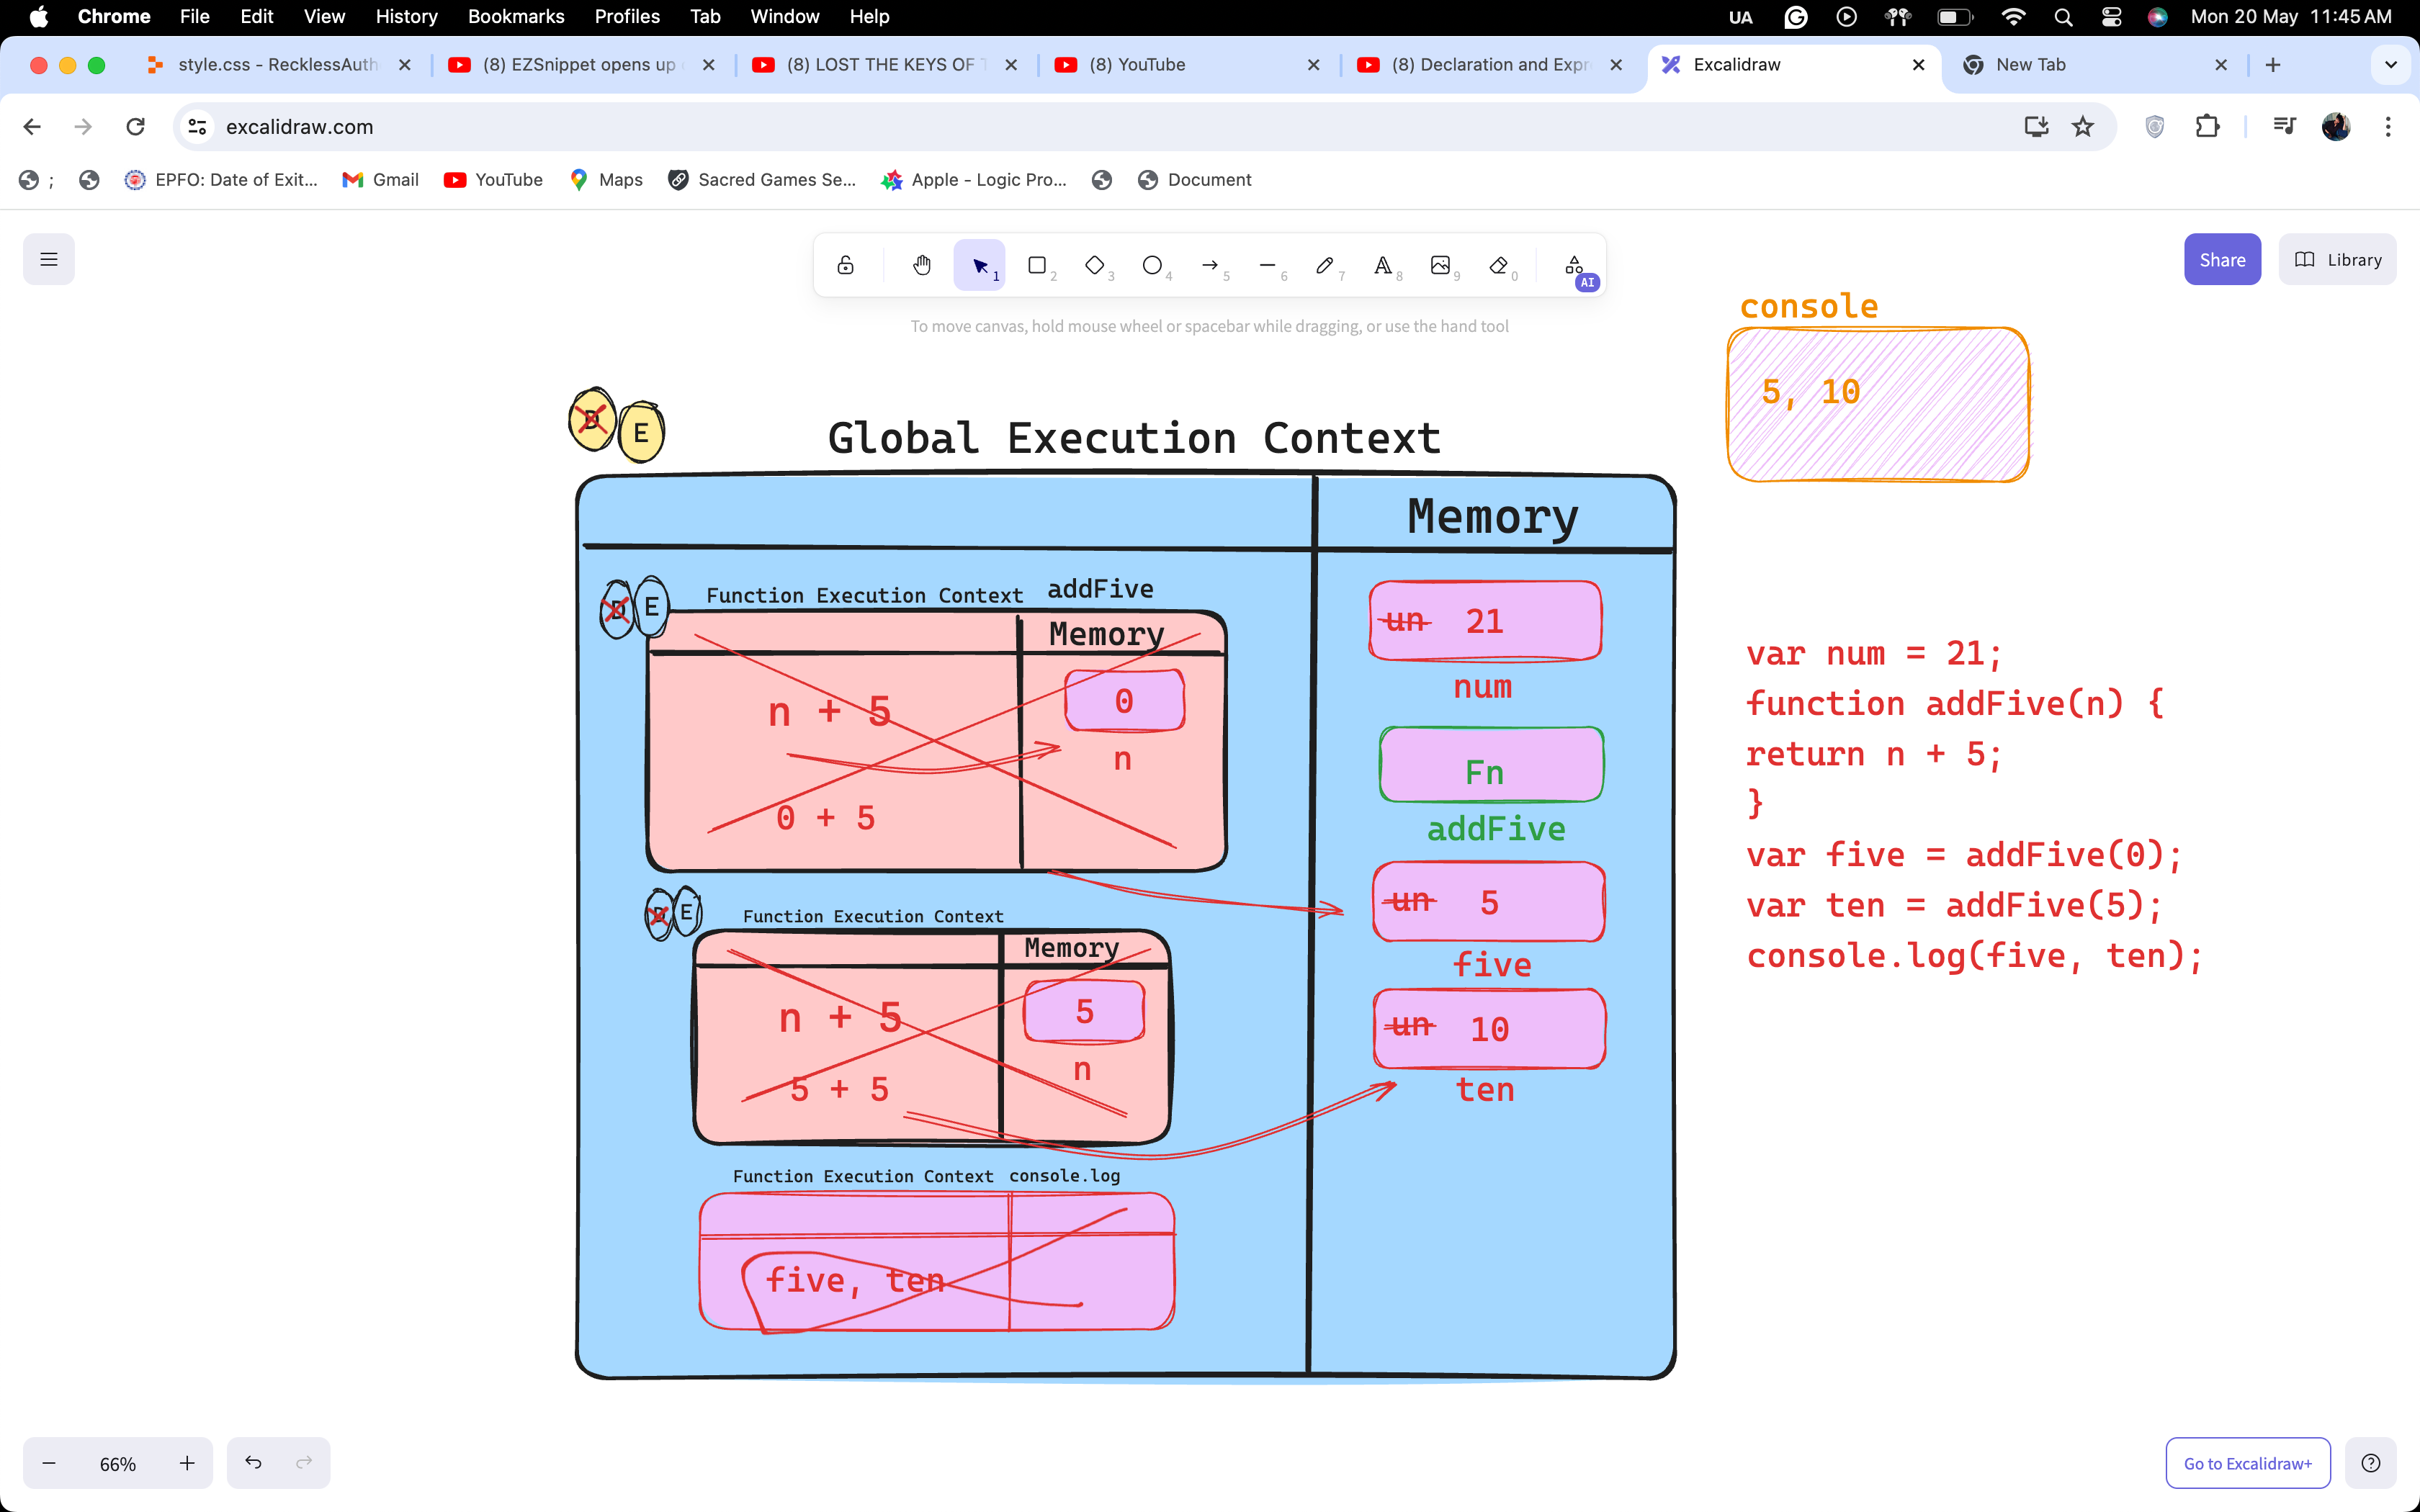 Chrome File Edit View History Bookmarks Profiles Tab Window Help UA Mon 20 May 11:45 AM
style.css - RecklessAuth (8) EZSnippet opens up (8) LOST THE KEYS OF (8) YouTube (8) Declaration and Expr Excalidraw New Tab
excalidraw.com
; EPFO: Date of Exit... Gmail YouTube Maps Sacred Games Se... Apple - Logic Pro... Document
1 2 3 4 5 6 7 8 9 0 AI
Share Library
To move canvas, hold mouse wheel or spacebar while dragging, or use the hand tool
console
5, 10
D E
Global Execution Context
Memory
D E
Function Execution Context addFive
Memory
n + 5
0
n
0 + 5
D E
Function Execution Context
Memory
n + 5
5
n
5 + 5
Function Execution Context console.log
five, ten
un 21
num
Fn
addFive
un 5
five
un 10
ten
var num = 21;
function addFive(n) {
return n + 5;
}
var five = addFive(0);
var ten = addFive(5);
console.log(five, ten);
66%
Go to Excalidraw+